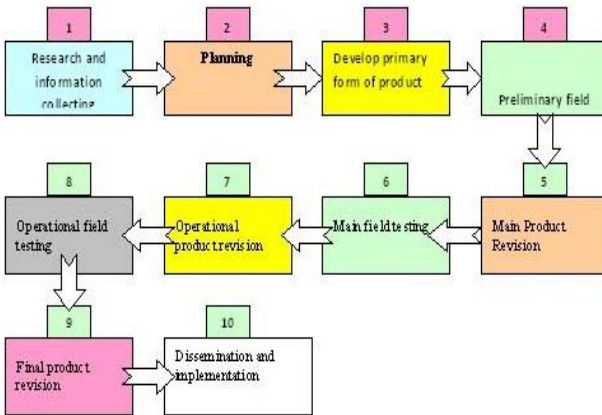 1
Research and
information
collecting
2
Planning
3
Develop primary
form of product
4
Preliminary field
5
Main Product
Revision
6
Main field testing
7
Operational
product revision
8
Operational field
testing
9
Final product
revision
10
Dissemination and
implementation